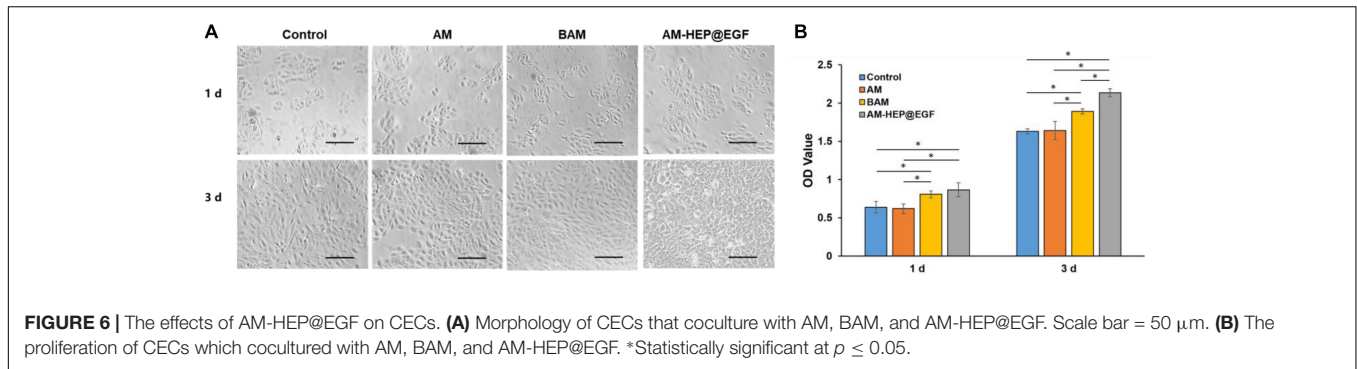 A
Control
AM
BAM
AM-HEP@EGF
1 d
3 d
B
2.5
2
1.5
1
0.5
0
OD Value
Control
AM
BAM
AM-HEP@EGF
*
*
*
*
*
*
*
*
*
1 d
3 d
FIGURE 6 | The effects of AM-HEP@EGF on CECs. (A) Morphology of CECs that coculture with AM, BAM, and AM-HEP@EGF. Scale bar = 50 μm. (B) The
proliferation of CECs which cocultured with AM, BAM, and AM-HEP@EGF. *Statistically significant at p ≤ 0.05.